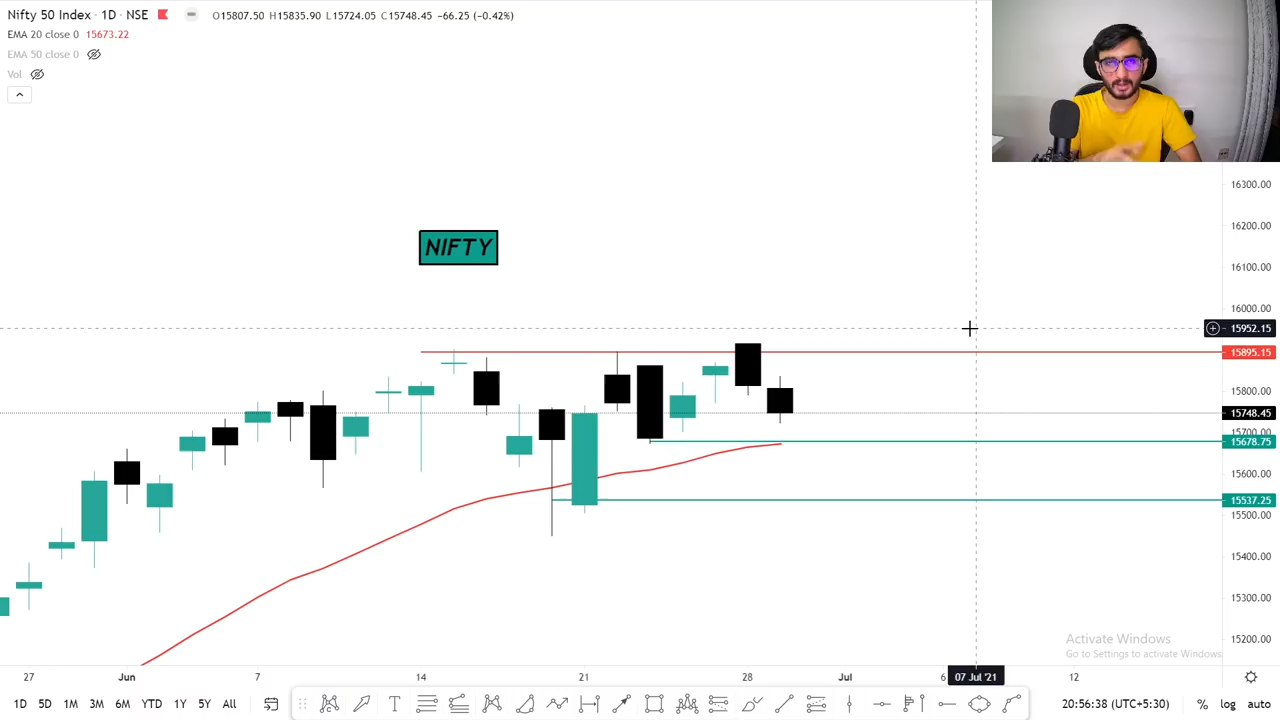 Nifty 50 Index · 1D · NSE O15807.50 H15835.90 L15724.05 C15748.45 -66.25 (-0.42%)
EMA 20 close 0 15673.22
EMA 50 close 0
Vol
NIFTY
16300.00
16200.00
16100.00
16000.00
15952.15
15895.15
15800.00
15748.45
15700.00
15678.75
15600.00
15537.25
15500.00
15400.00
15300.00
15200.00
Activate Windows
Go to Settings to activate Windows.
27 Jun 7 14 21 28 Jul 6 07 Jul '21 12
1D 5D 1M 3M 6M YTD 1Y 5Y All 20:56:38 (UTC+5:30) % log auto